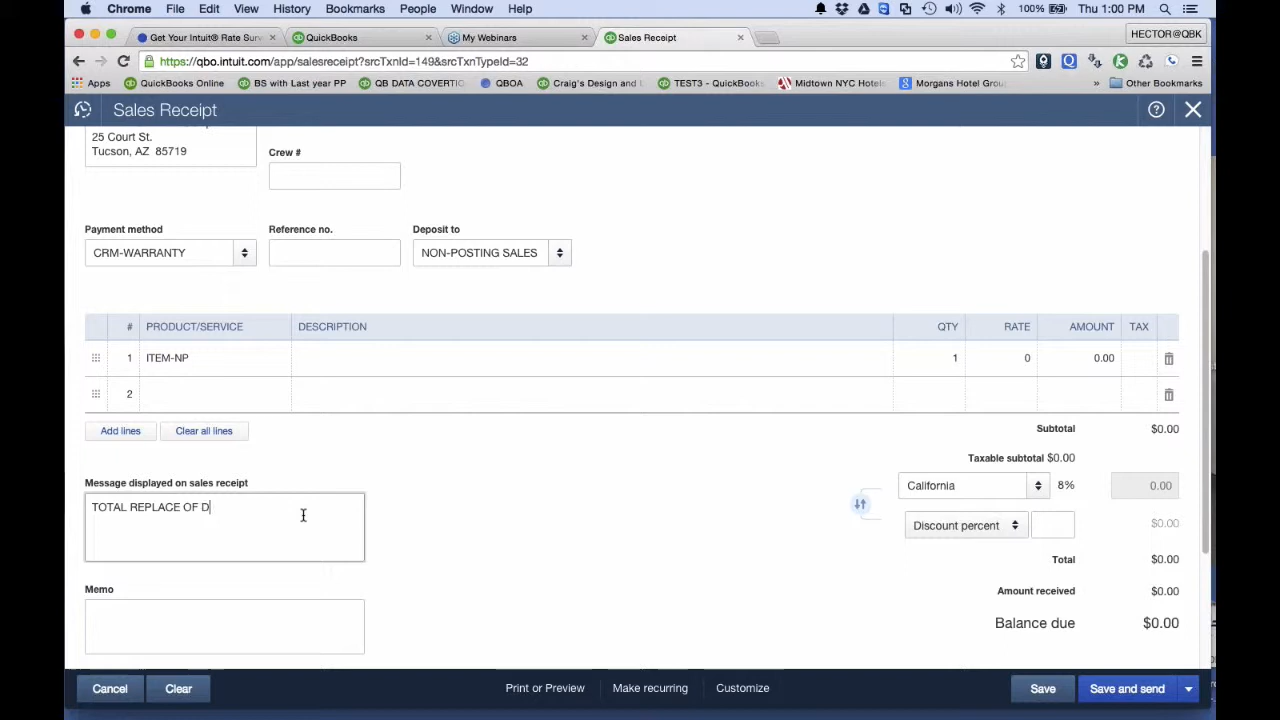 Chrome File Edit View History Bookmarks People Window Help 100% Thu 1:00 PM
Get Your Intuit® Rate Surv QuickBooks My Webinars Sales Receipt HECTOR@QBK
https://qbo.intuit.com/app/salesreceipt?srcTxnId=149&srcTxnTypeId=32
Apps QuickBooks Online BS with Last year PP QB DATA COVERTIO QBOA Craig's Design and L TEST3 - QuickBooks Midtown NYC Hotels Morgans Hotel Group » Other Bookmarks
Sales Receipt
25 Court St.
Tucson, AZ 85719
Crew #
Payment method Reference no. Deposit to
CRM-WARRANTY NON-POSTING SALES
# PRODUCT/SERVICE DESCRIPTION QTY RATE AMOUNT TAX
1 ITEM-NP 1 0 0.00
2
Add lines Clear all lines
Subtotal $0.00
Taxable subtotal $0.00
Message displayed on sales receipt
California 8% 0.00
TOTAL REPLACE OF D
Discount percent $0.00
Total $0.00
Memo
Amount received $0.00
Balance due $0.00
Cancel Clear Print or Preview Make recurring Customize Save Save and send